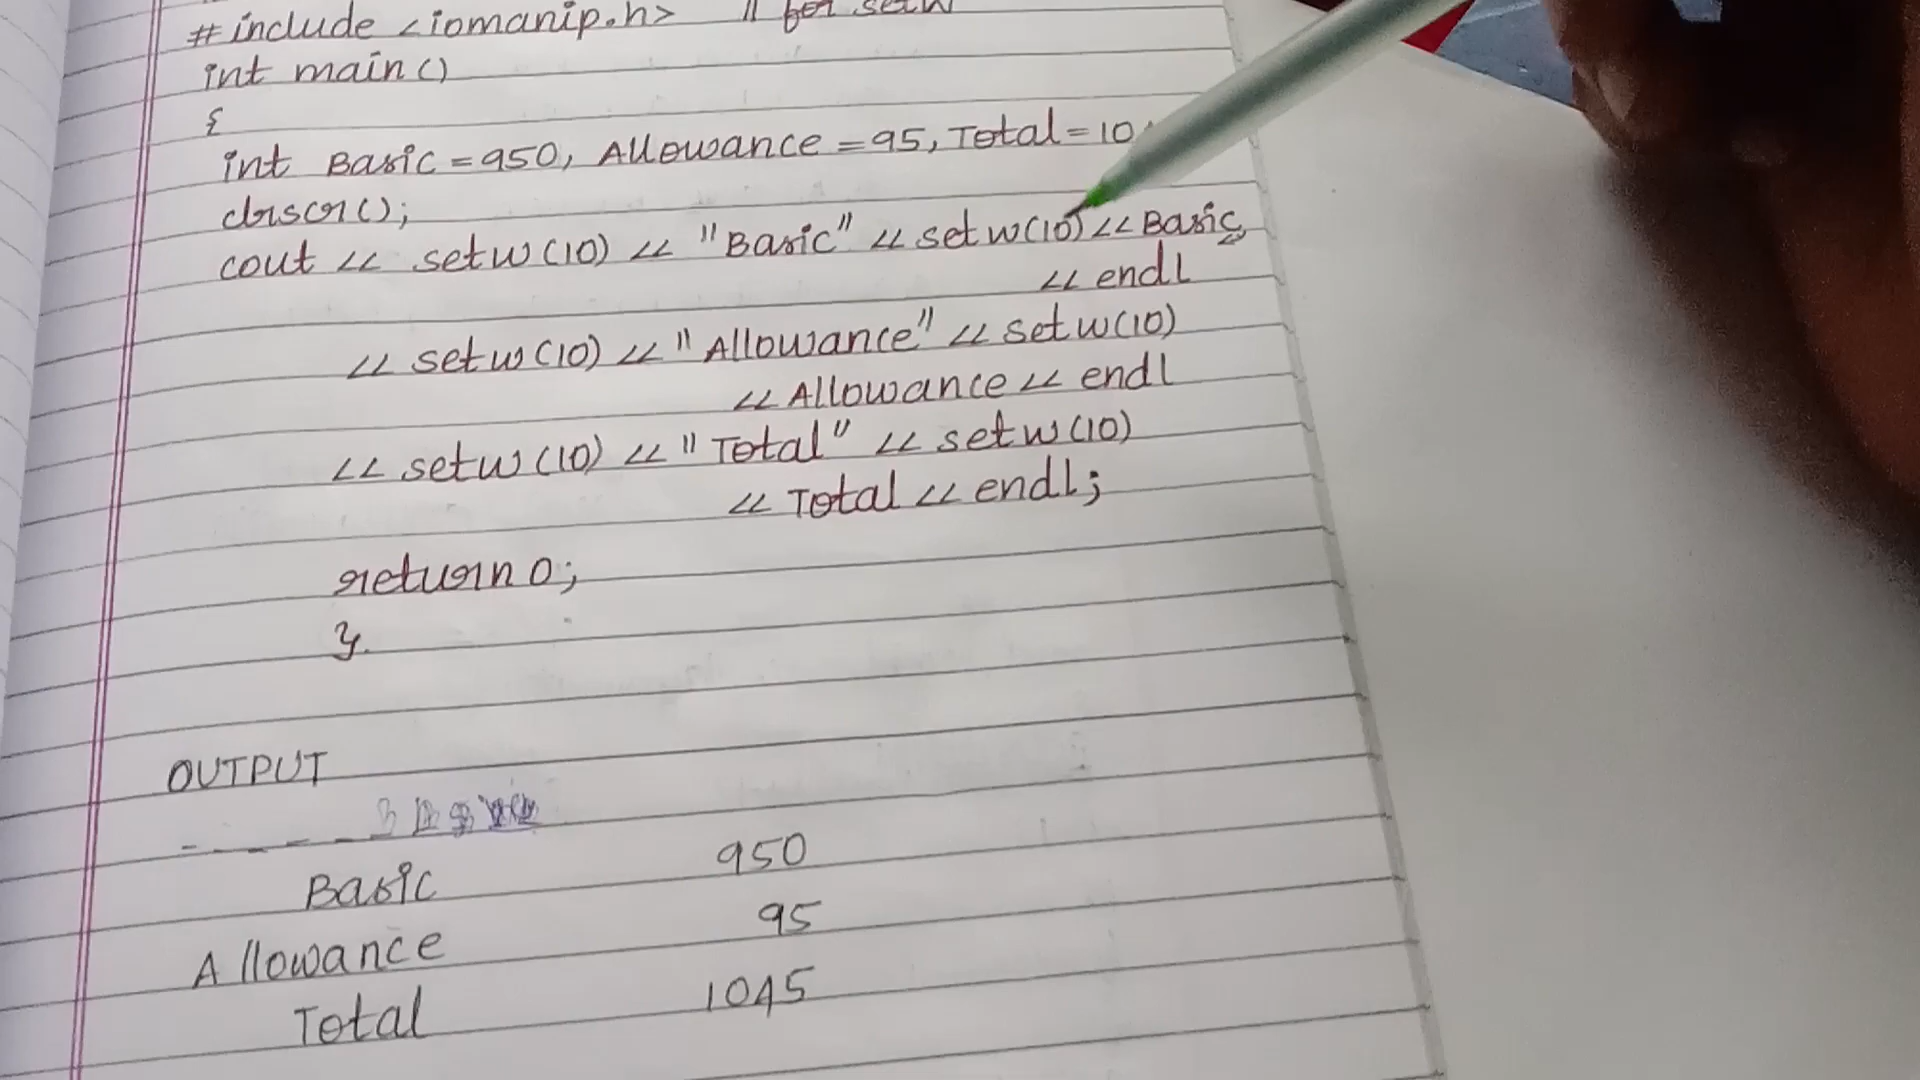 #include <iomanip.h> // for setw
int main()
{
int Basic = 950, Allowance = 95, Total = 10
clrscr();
cout << setw(10) << "Basic" << setw(10) << Basic
<< endl
<< setw(10) << "Allowance" << setw(10)
<< Allowance << endl
<< setw(10) << "Total" << setw(10)
<< Total << endl;
return 0;
}
OUTPUT
Basic 950
Allowance 95
Total 1045